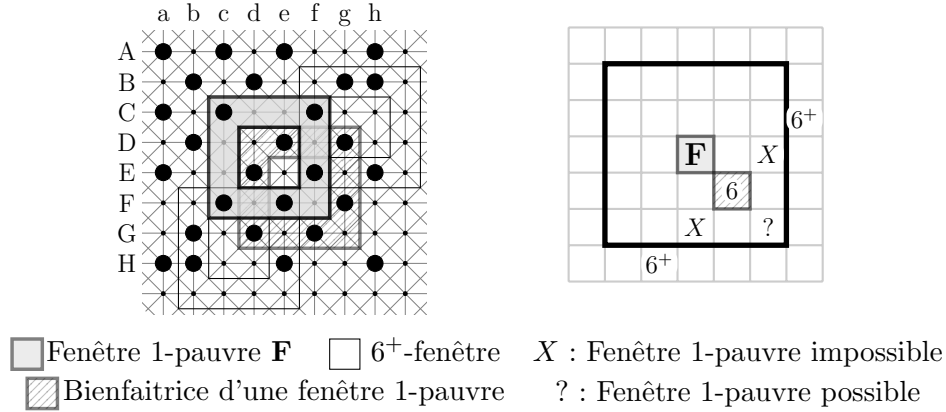 a b c d e f g h
A
B
C
D
E
F
G
H
6⁺
F X
6
X ?
6⁺
Fenêtre 1-pauvre F 6⁺-fenêtre X : Fenêtre 1-pauvre impossible
Bienfaitrice d'une fenêtre 1-pauvre ? : Fenêtre 1-pauvre possible